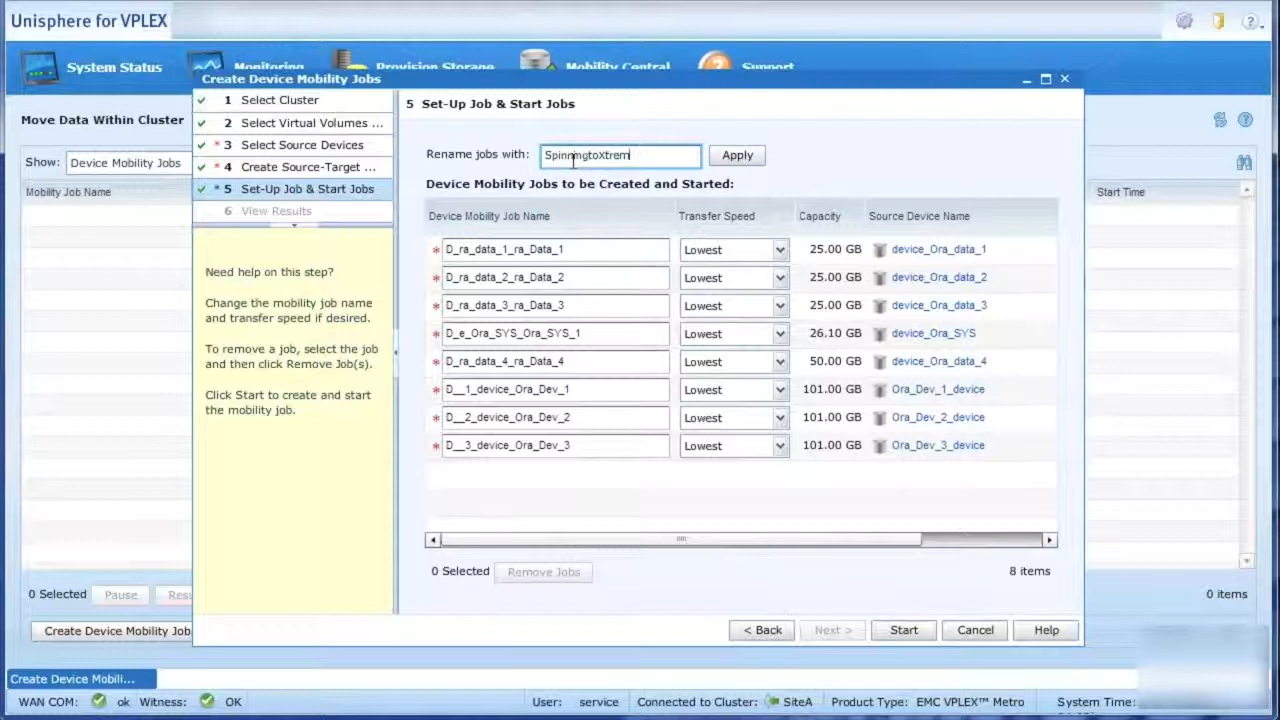 Unisphere for VPLEX
System Status
Monitoring
Provision Storage
Mobility Central
Support
Create Device Mobility Jobs
Move Data Within Cluster
Show: Device Mobility Jobs
Mobility Job Name
Start Time
1 Select Cluster
2 Select Virtual Volumes ...
* 3 Select Source Devices
* 4 Create Source-Target ...
* 5 Set-Up Job & Start Jobs
6 View Results
Need help on this step?
Change the mobility job name
and transfer speed if desired.
To remove a job, select the job
and then click Remove Job(s).
Click Start to create and start
the mobility job.
5 Set-Up Job & Start Jobs
Rename jobs with: SpinningtoXtrem Apply
Device Mobility Jobs to be Created and Started:
Device Mobility Job Name Transfer Speed Capacity Source Device Name
* D_ra_data_1_ra_Data_1 Lowest 25.00 GB device_Ora_data_1
* D_ra_data_2_ra_Data_2 Lowest 25.00 GB device_Ora_data_2
* D_ra_data_3_ra_Data_3 Lowest 25.00 GB device_Ora_data_3
* D_e_Ora_SYS_Ora_SYS_1 Lowest 26.10 GB device_Ora_SYS
* D_ra_data_4_ra_Data_4 Lowest 50.00 GB device_Ora_data_4
* D__1_device_Ora_Dev_1 Lowest 101.00 GB Ora_Dev_1_device
* D__2_device_Ora_Dev_2 Lowest 101.00 GB Ora_Dev_2_device
* D__3_device_Ora_Dev_3 Lowest 101.00 GB Ora_Dev_3_device
0 Selected Remove Jobs 8 items
0 Selected Pause Resu 0 items
Create Device Mobility Job
< Back Next > Start Cancel Help
Create Device Mobili...
WAN COM: ok Witness: OK User: service Connected to Cluster: SiteA Product Type: EMC VPLEX™ Metro System Time: